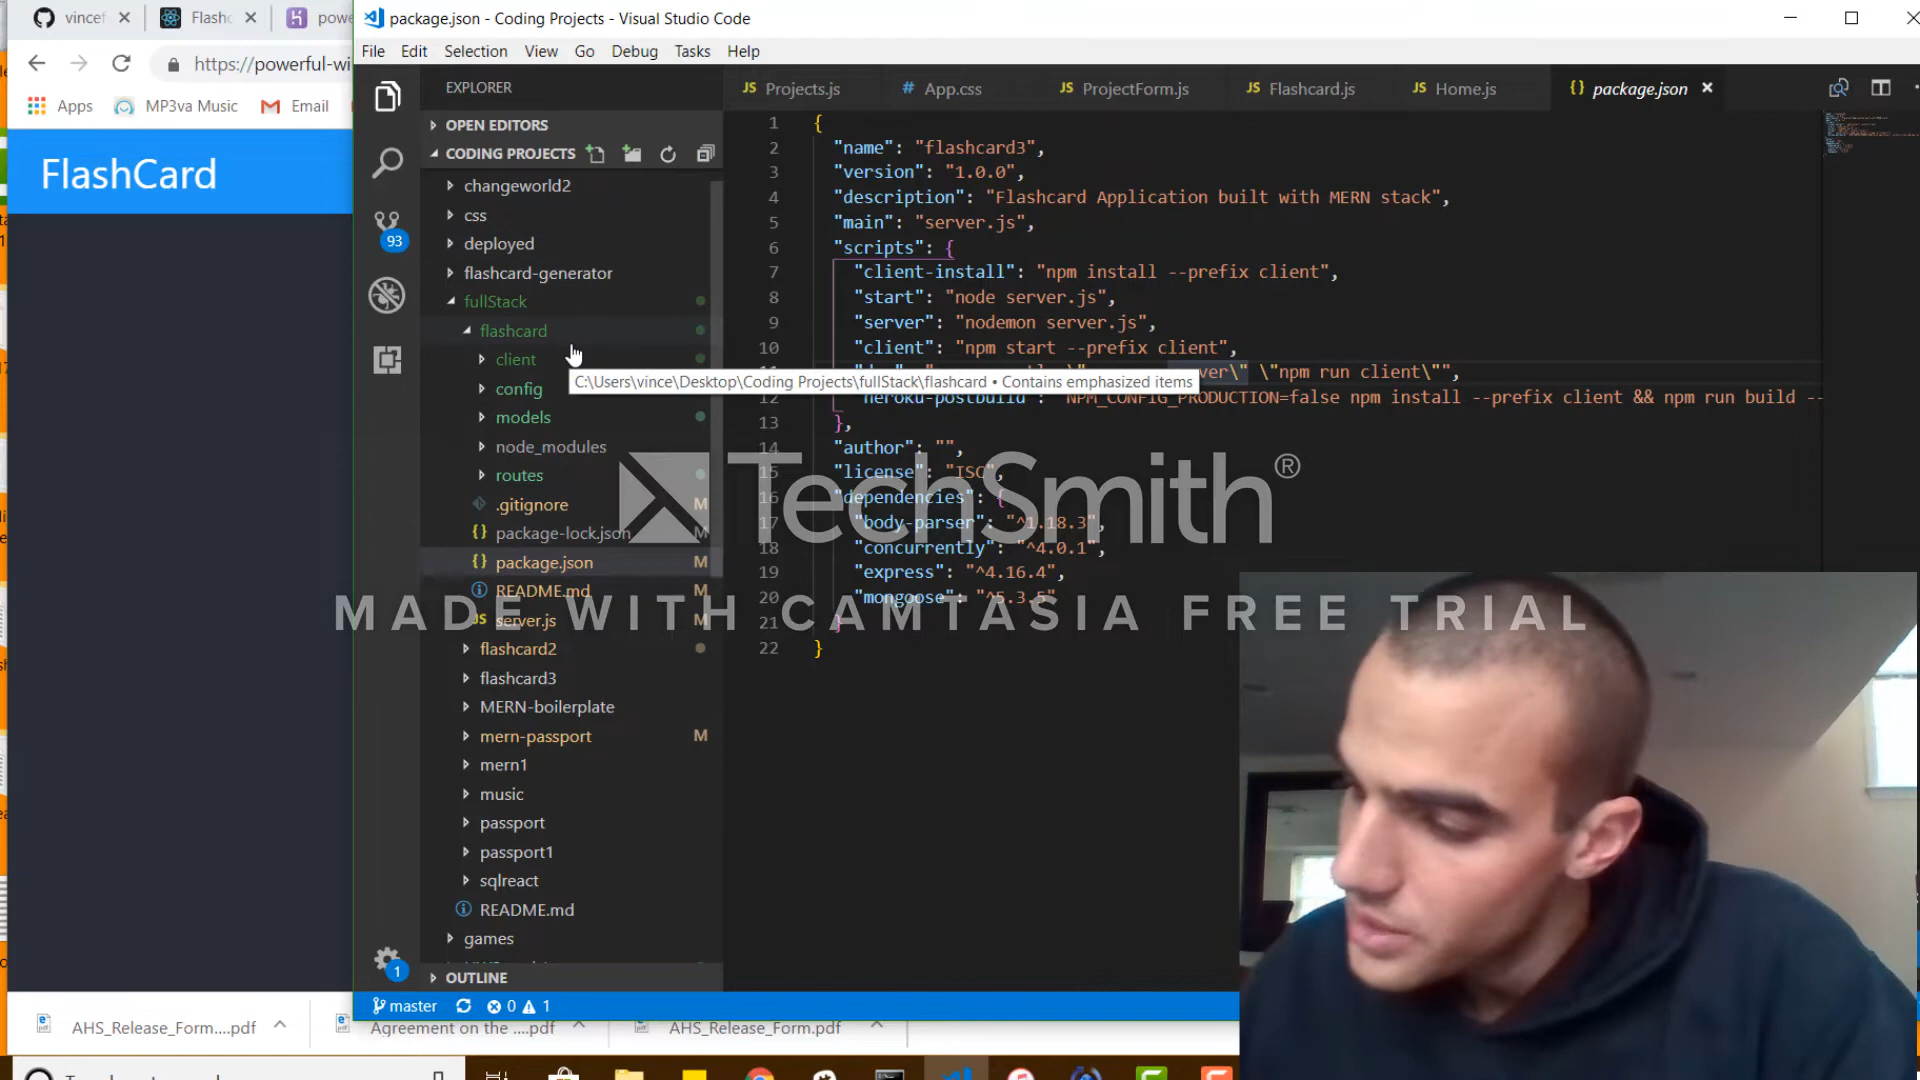 vincef
Flashc
powe
package.json - Coding Projects - Visual Studio Code
https://powerful-wi
Apps
MP3va Music
Email
FlashCard
File Edit Selection View Go Debug Tasks Help
EXPLORER
OPEN EDITORS
CODING PROJECTS
changeworld2
css
deployed
flashcard-generator
fullStack
flashcard
client
config
models
node_modules
routes
.gitignore M
package-lock.json M
package.json M
README.md M
server.js M
flashcard2
flashcard3
MERN-boilerplate
mern-passport M
mern1
music
passport
passport1
sqlreact
README.md
games
OUTLINE
93
1
JS Projects.js
# App.css
JS ProjectForm.js
JS Flashcard.js
JS Home.js
{} package.json
1 {
2 "name": "flashcard3",
3 "version": "1.0.0",
4 "description": "Flashcard Application built with MERN stack",
5 "main": "server.js",
6 "scripts": {
7 "client-install": "npm install --prefix client",
8 "start": "node server.js",
9 "server": "nodemon server.js",
10 "client": "npm start --prefix client",
ver\" \"npm run client\"",
C:\Users\vince\Desktop\Coding Projects\fullStack\flashcard • Contains emphasized items
12 "heroku-postbuild": "NPM_CONFIG_PRODUCTION=false npm install --prefix client && npm run build --
13 },
14 "author": "",
15 "license": "ISC",
16 "dependencies": {
17 "body-parser": "^1.18.3",
18 "concurrently": "^4.0.1",
19 "express": "^4.16.4",
20 "mongoose": "^5.3.5"
21 }
22 }
TechSmith®
MADE WITH CAMTASIA FREE TRIAL
master 0 1
AHS_Release_Form....pdf
Agreement on the ....pdf
AHS_Release_Form.pdf